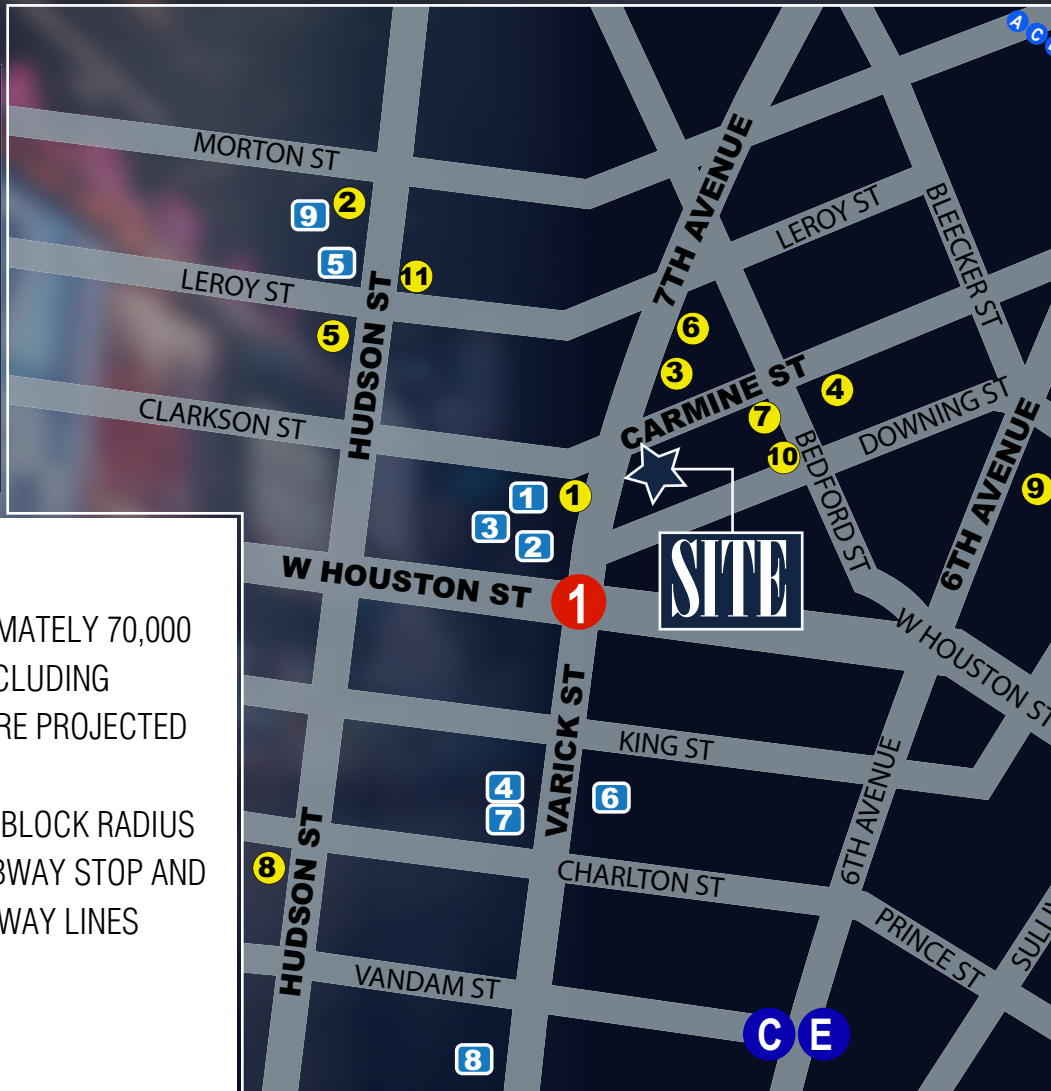 A C
MORTON ST
7TH AVENUE
LEROY ST
BLEECKER ST
9 2
5
11
LEROY ST
HUDSON ST
5
6
3
CARMINE ST
4
7
CLARKSON ST
DOWNING ST
10
BEDFORD ST
6TH AVENUE
9
1 1
3
2
SITE
W HOUSTON ST
1
W HOUSTON ST
MATELY 70,000
CLUDING
RE PROJECTED
BLOCK RADIUS
BWAY STOP AND
WAY LINES
VARICK ST
KING ST
4
7
6
6TH AVENUE
HUDSON ST
8
CHARLTON ST
PRINCE ST
VANDAM ST
C E
8